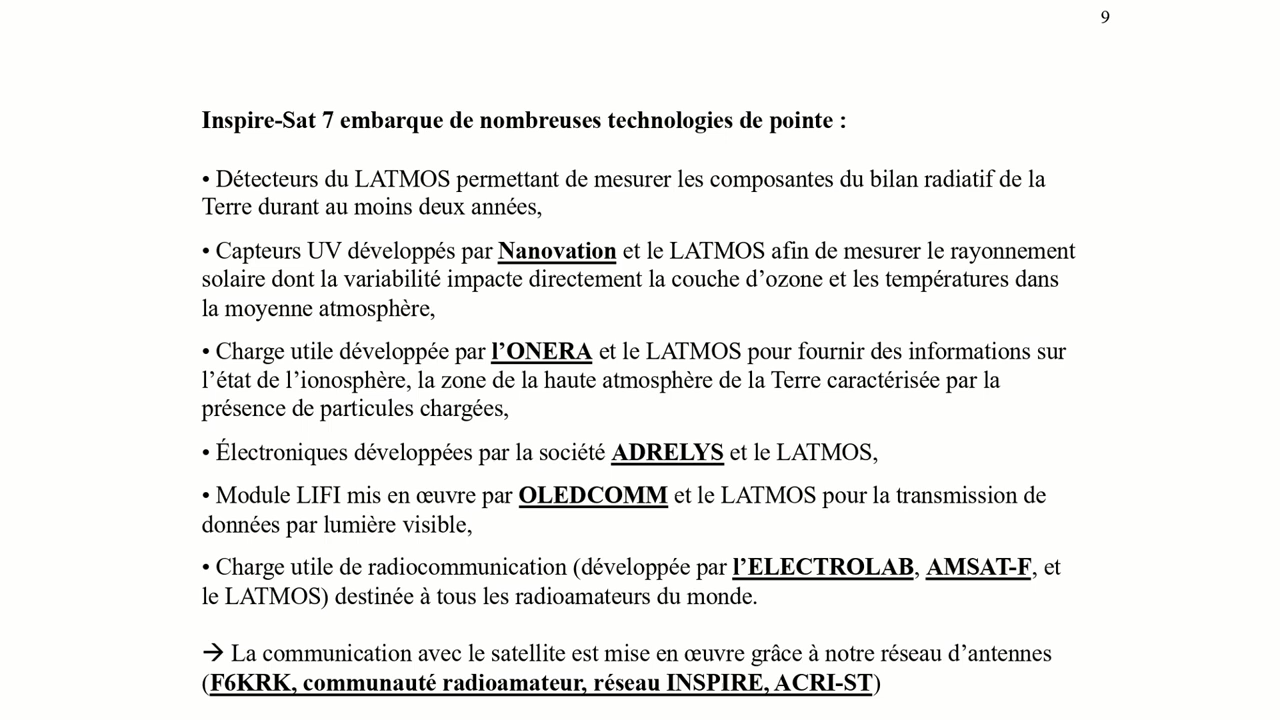 9
Inspire-Sat 7 embarque de nombreuses technologies de pointe :
• Détecteurs du LATMOS permettant de mesurer les composantes du bilan radiatif de la
Terre durant au moins deux années,
• Capteurs UV développés par Nanovation et le LATMOS afin de mesurer le rayonnement
solaire dont la variabilité impacte directement la couche d’ozone et les températures dans
la moyenne atmosphère,
• Charge utile développée par l’ONERA et le LATMOS pour fournir des informations sur
l’état de l’ionosphère, la zone de la haute atmosphère de la Terre caractérisée par la
présence de particules chargées,
• Électroniques développées par la société ADRELYS et le LATMOS,
• Module LIFI mis en œuvre par OLEDCOMM et le LATMOS pour la transmission de
données par lumière visible,
• Charge utile de radiocommunication (développée par l’ELECTROLAB, AMSAT-F, et
le LATMOS) destinée à tous les radioamateurs du monde.
→ La communication avec le satellite est mise en œuvre grâce à notre réseau d’antennes
(F6KRK, communauté radioamateur, réseau INSPIRE, ACRI-ST)